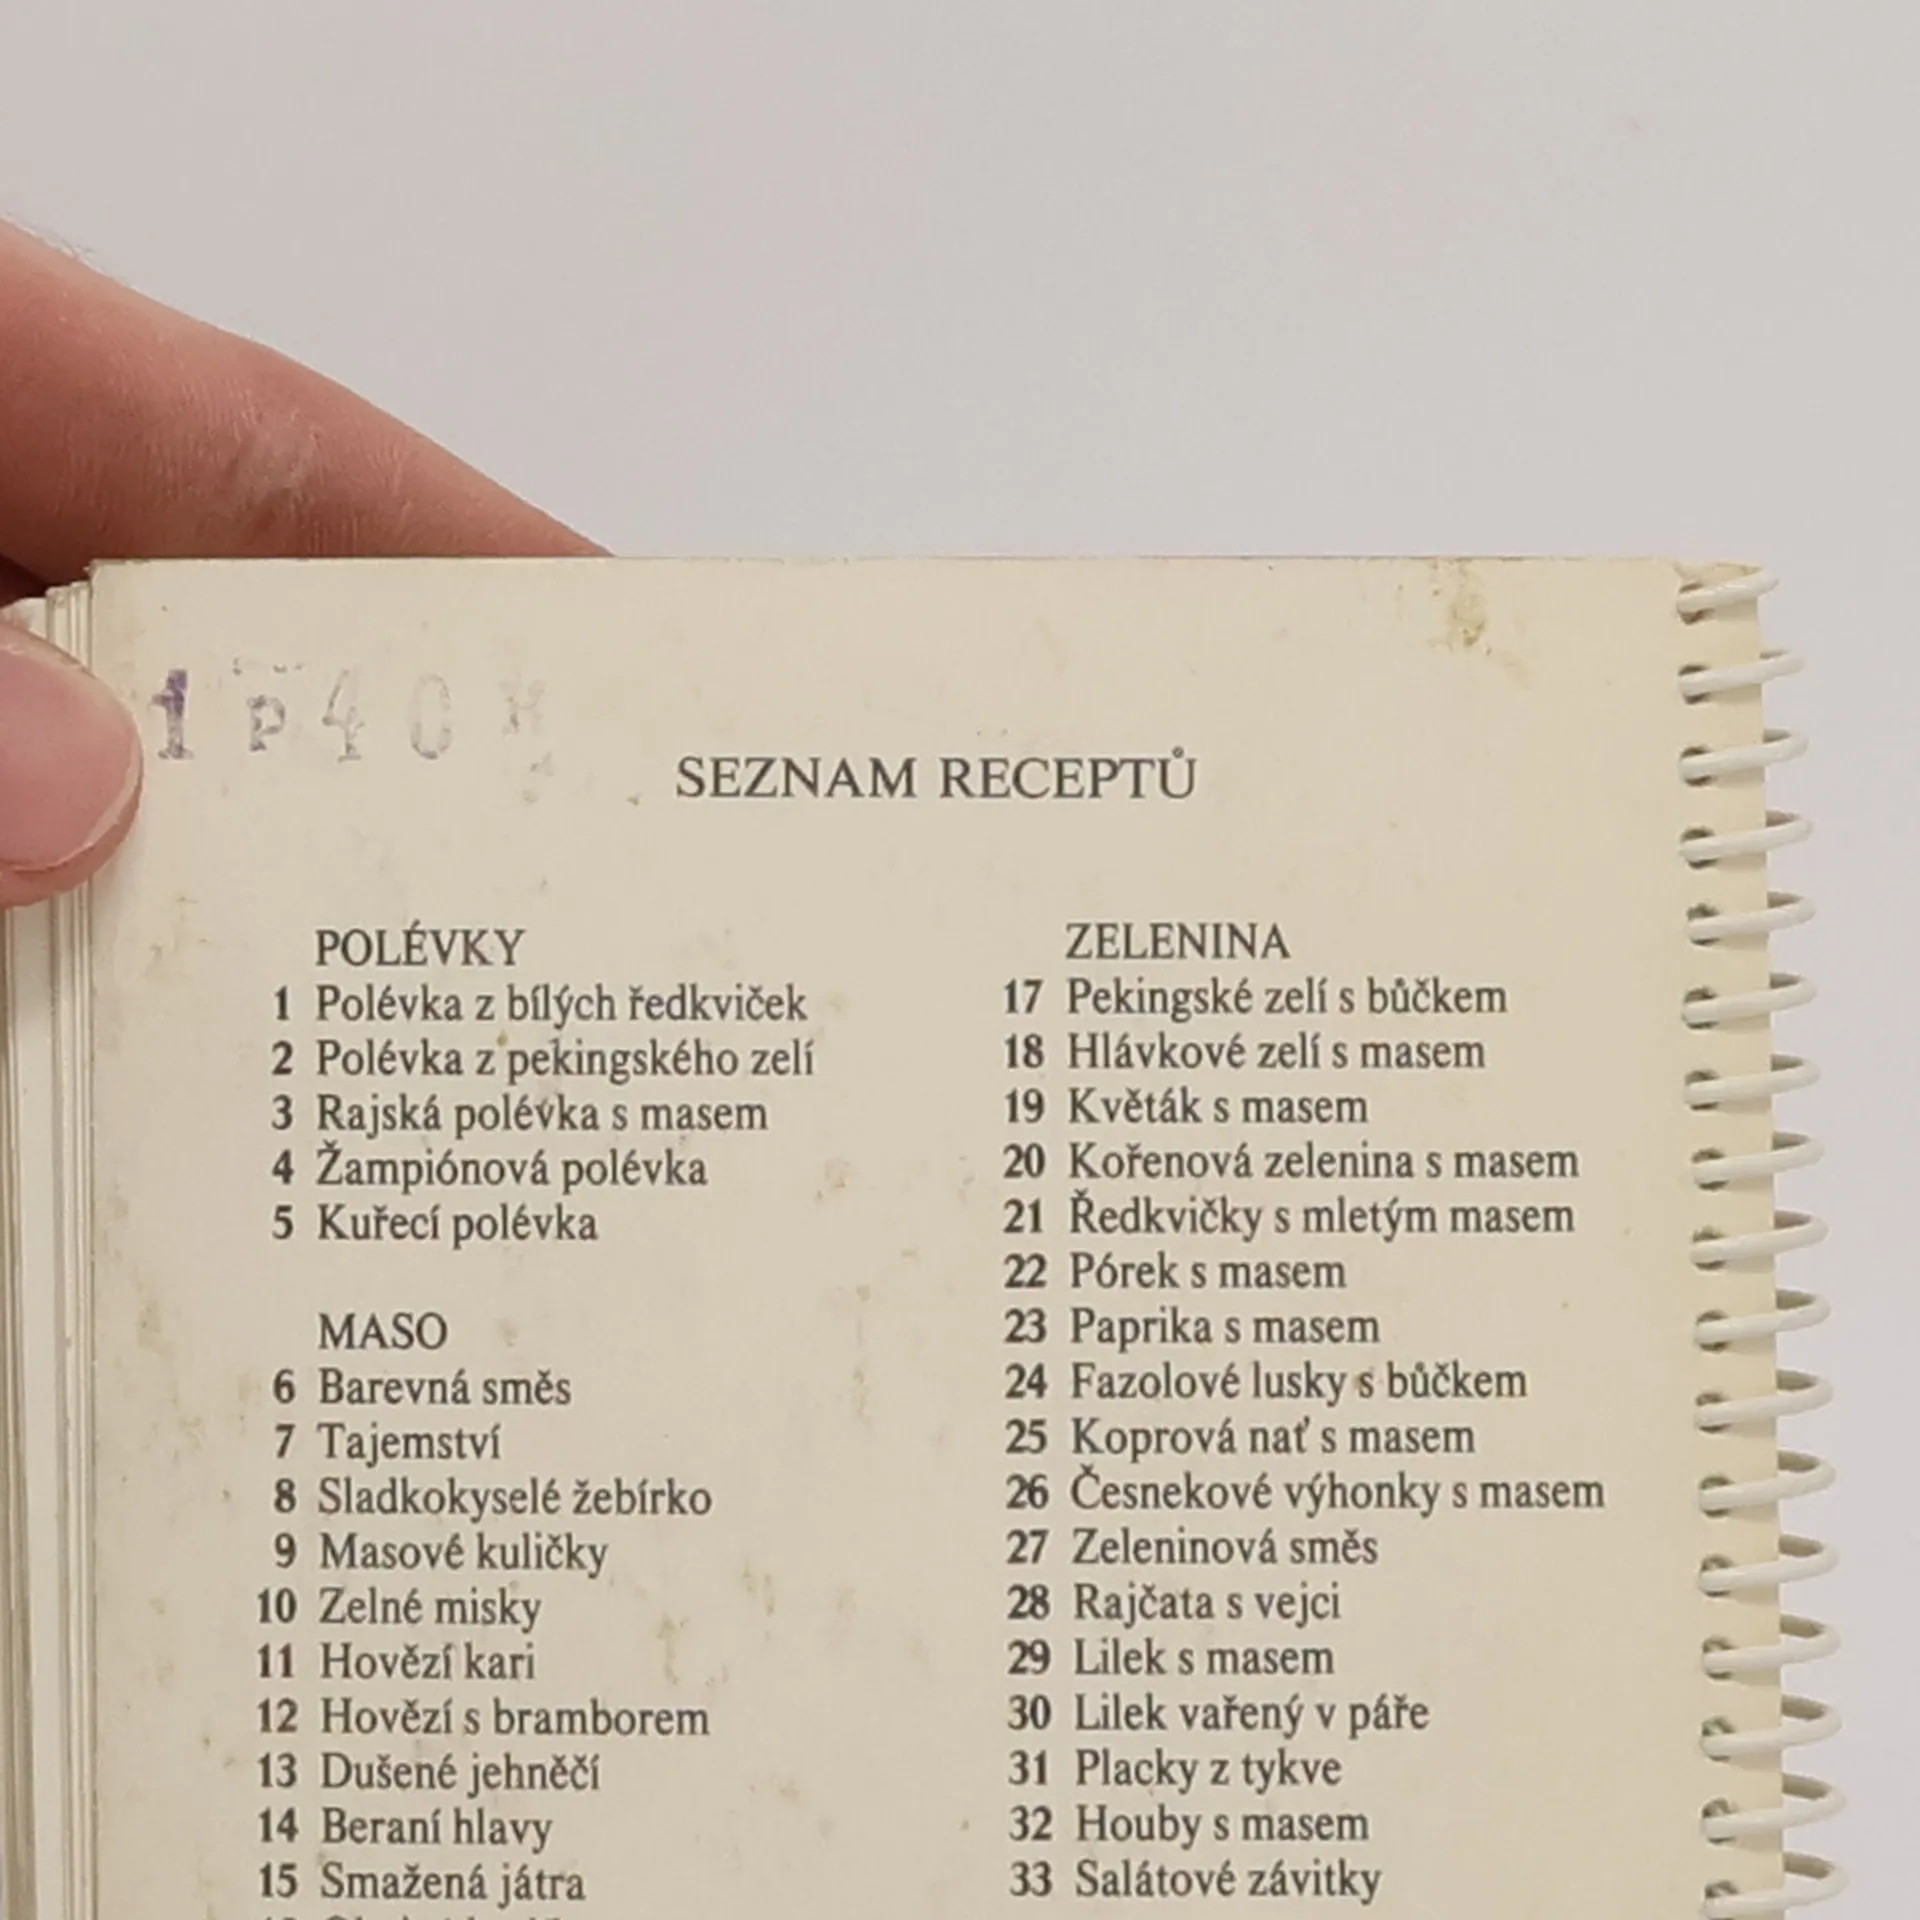 1 P 40 H
SEZNAM RECEPTŮ
POLÉVKY
1 Polévka z bílých ředkviček
2 Polévka z pekingského zelí
3 Rajská polévka s masem
4 Žampiónová polévka
5 Kuřecí polévka
MASO
6 Barevná směs
7 Tajemství
8 Sladkokyselé žebírko
9 Masové kuličky
10 Zelné misky
11 Hovězí kari
12 Hovězí s bramborem
13 Dušené jehněčí
14 Beraní hlavy
15 Smažená játra
ZELENINA
17 Pekingské zelí s bůčkem
18 Hlávkové zelí s masem
19 Květák s masem
20 Kořenová zelenina s masem
21 Ředkvičky s mletým masem
22 Pórek s masem
23 Paprika s masem
24 Fazolové lusky s bůčkem
25 Koprová nať s masem
26 Česnekové výhonky s masem
27 Zeleninová směs
28 Rajčata s vejci
29 Lilek s masem
30 Lilek vařený v páře
31 Placky z tykve
32 Houby s masem
33 Salátové závitky